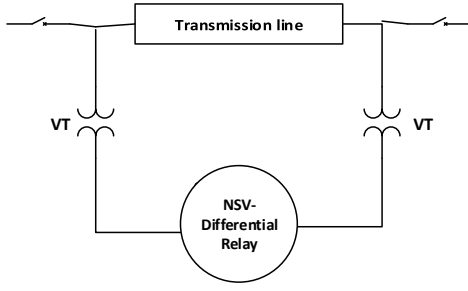 Transmission line
VT
VT
NSV-
Differential
Relay